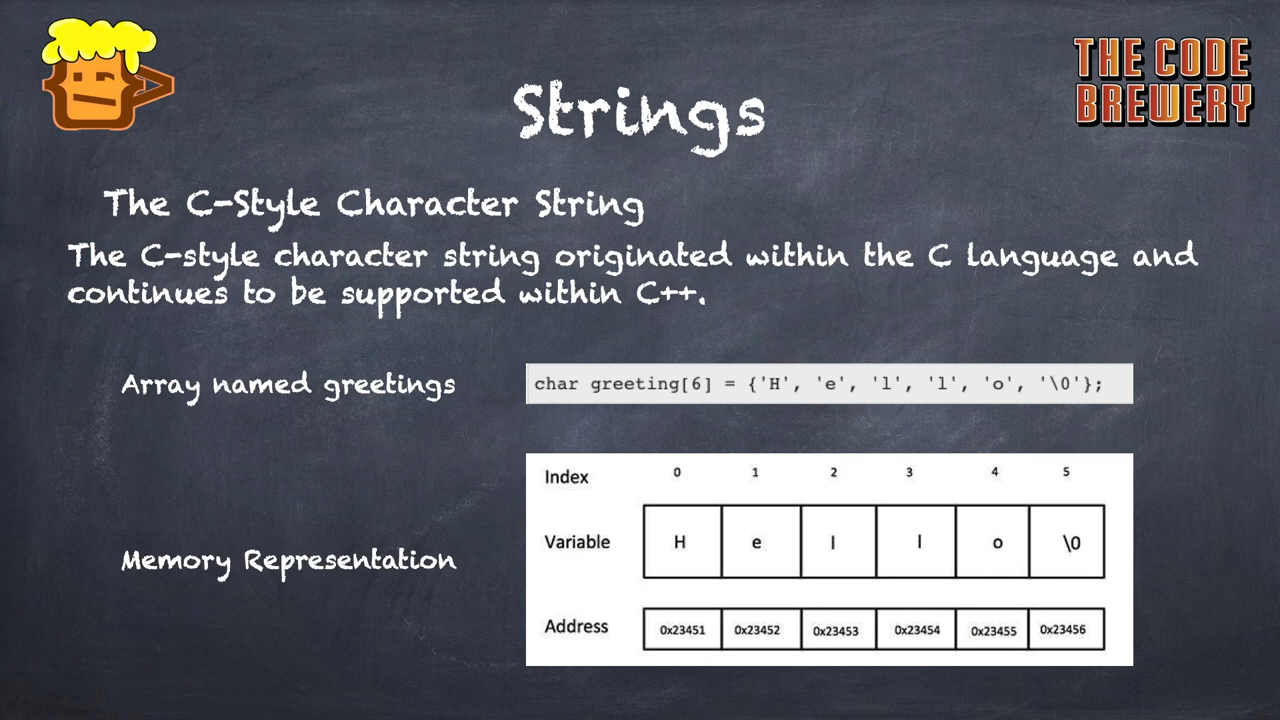 THE CODE
BREWERY
Strings
The C-Style Character String
The C-style character string originated within the C language and
continues to be supported within C++.
Array named greetings
char greeting[6] = {'H', 'e', 'l', 'l', 'o', '\0'};
Memory Representation
Index 0 1 2 3 4 5
Variable H e l l o \0
Address 0x23451 0x23452 0x23453 0x23454 0x23455 0x23456